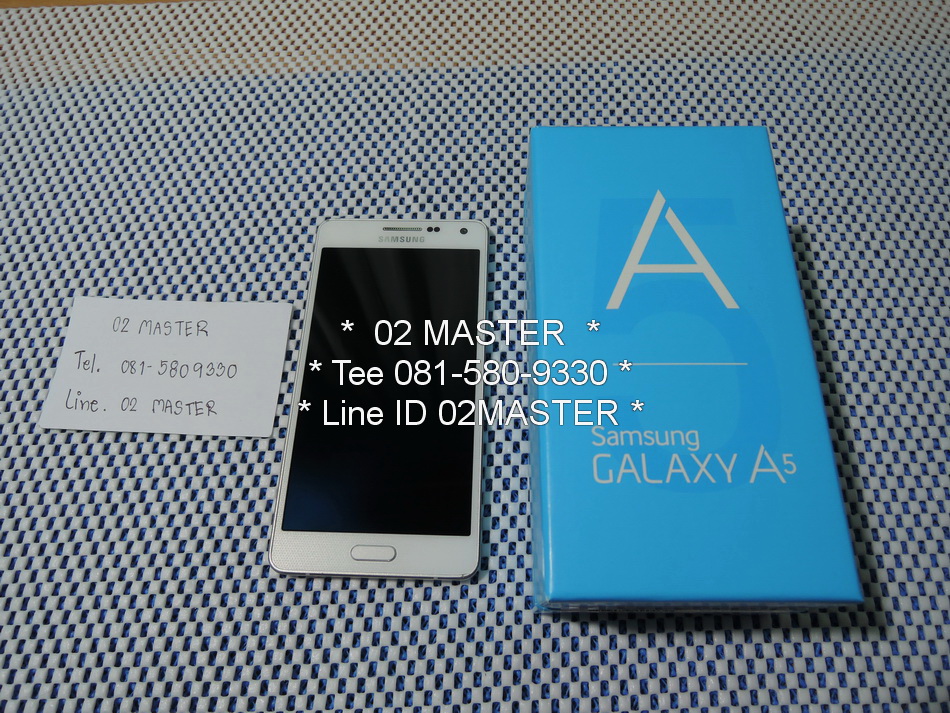 02 MASTER
Tel. 081-5809330
Line. 02 MASTER
SAMSUNG
* 02 MASTER *
* Tee 081-580-9330 *
* Line ID 02MASTER *
A
5
Samsung
GALAXY A5